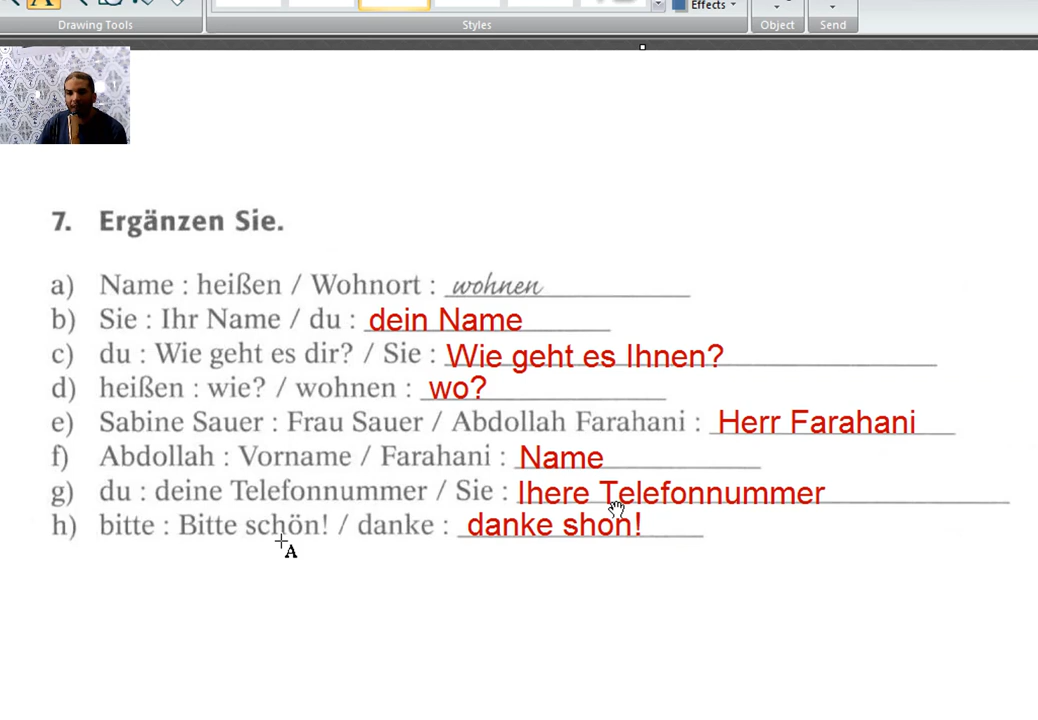 Effects
Drawing Tools
Styles
Object
Send
7. Ergänzen Sie.
a) Name : heißen / Wohnort : wohnen
b) Sie : Ihr Name / du : dein Name
c) du : Wie geht es dir? / Sie : Wie geht es Ihnen?
d) heißen : wie? / wohnen : wo?
e) Sabine Sauer : Frau Sauer / Abdollah Farahani : Herr Farahani
f) Abdollah : Vorname / Farahani : Name
g) du : deine Telefonnummer / Sie : Ihere Telefonnummer
h) bitte : Bitte schön! / danke : danke shon!
A